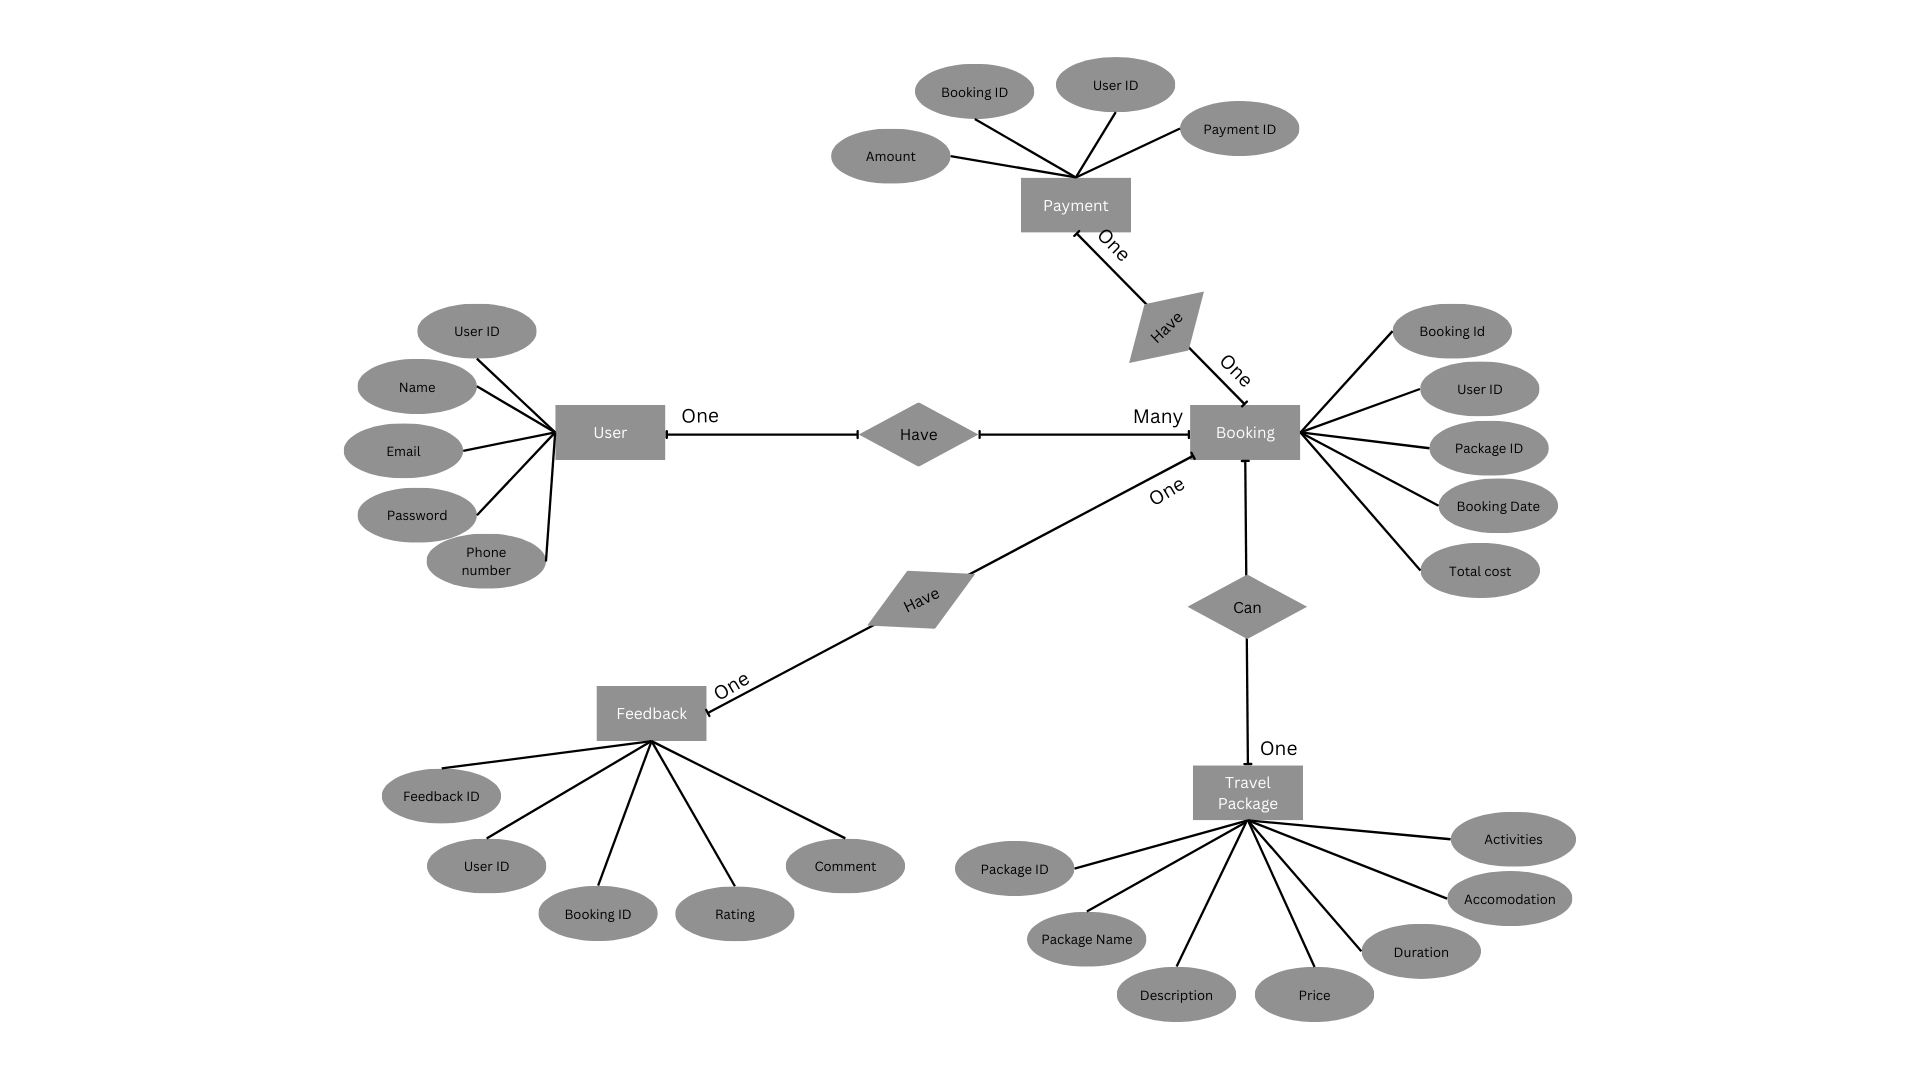 Booking ID
User ID
Payment ID
Amount
Payment
One
Have
One
User ID
Name
Email
Password
Phone
number
User
One
Have
Many
Booking
Booking Id
User ID
Package ID
Booking Date
Total cost
One
Have
One
Feedback
Feedback ID
User ID
Booking ID
Rating
Comment
Can
One
Travel
Package
Package ID
Package Name
Description
Price
Duration
Accomodation
Activities